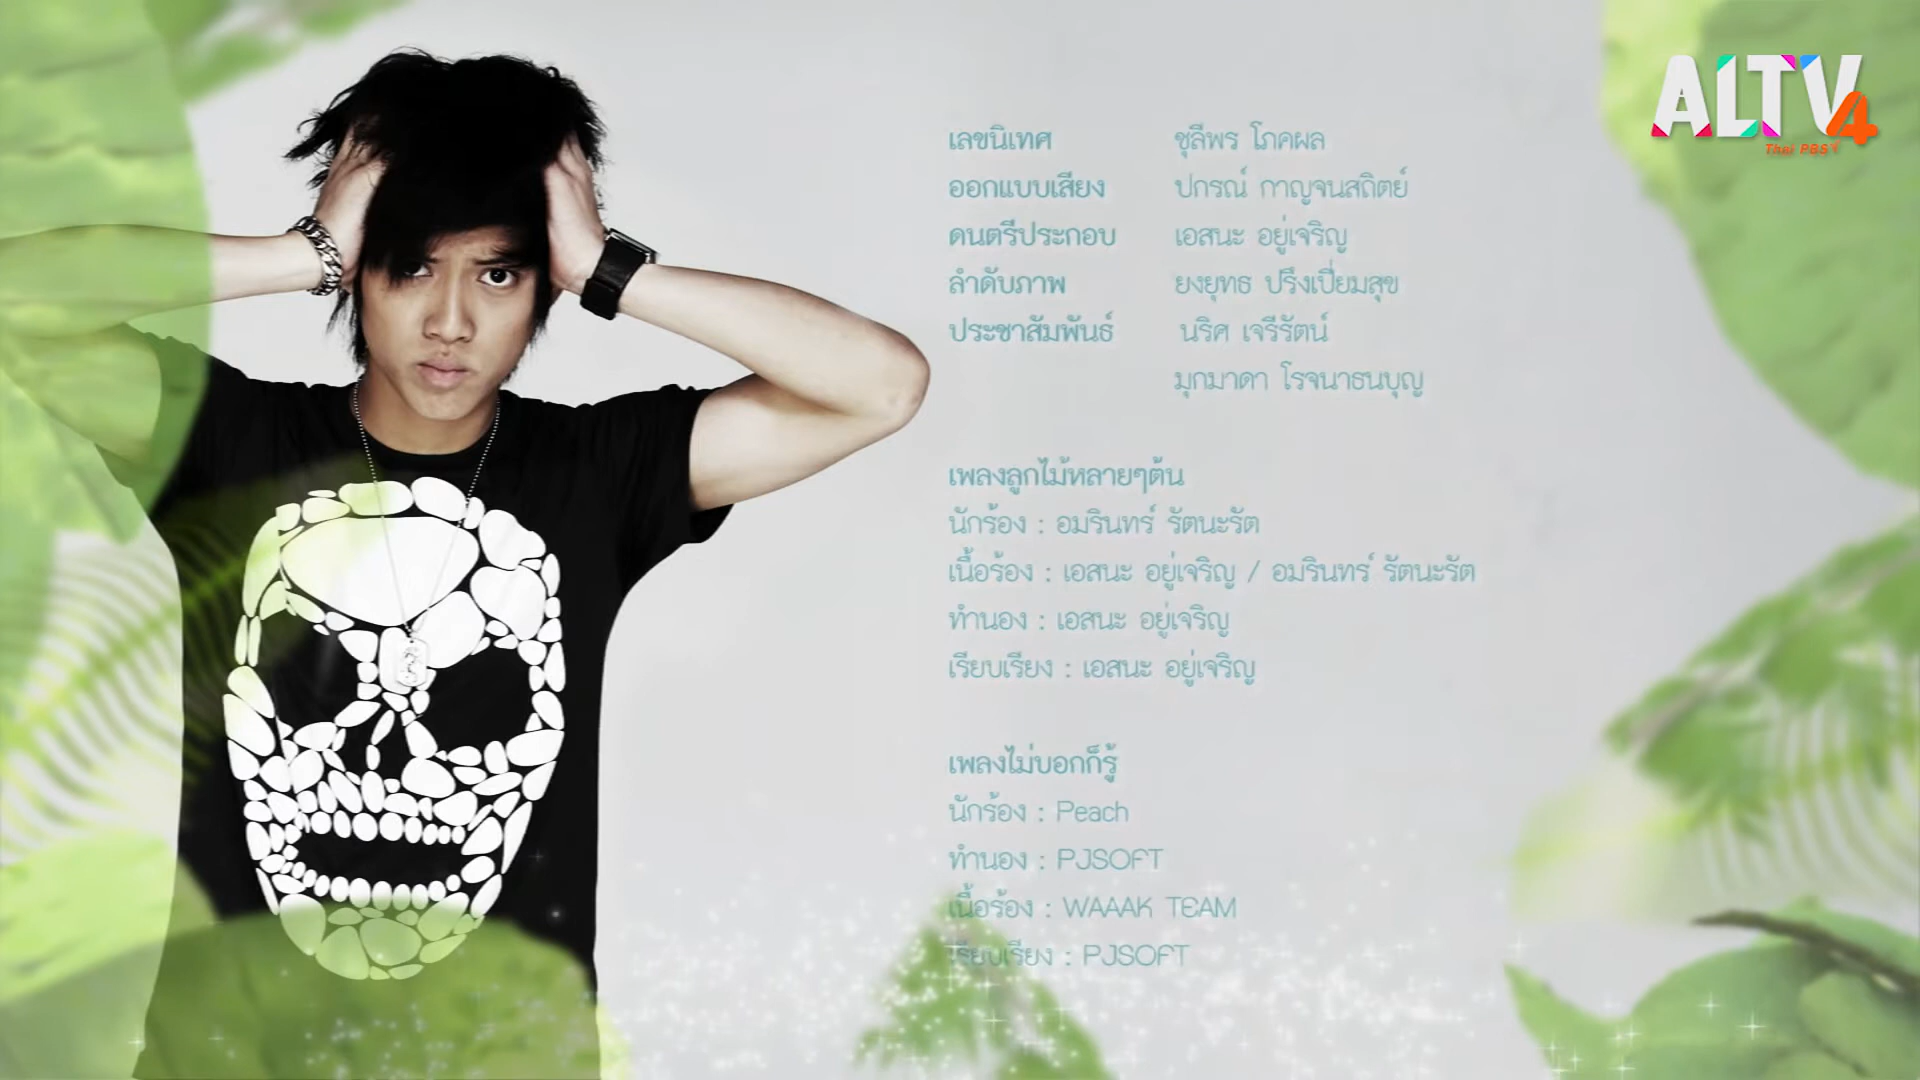 ALTV4
Thai PBS
เลขนิเทศ ชุลีพร โภคผล
ออกแบบเสียง ปกรณ์ กาญจนสถิตย์
ดนตรีประกอบ เอสนะ อยู่เจริญ
ลำดับภาพ ยงยุทธ ปรึงเปี่ยมสุข
ประชาสัมพันธ์ นริศ เจรีรัตน์
มุกมาดา โรจนาธนบุญ
เพลงลูกไม้หลายๆต้น
นักร้อง : อมรินทร์ รัตนะรัต
เนื้อร้อง : เอสนะ อยู่เจริญ / อมรินทร์ รัตนะรัต
ทำนอง : เอสนะ อยู่เจริญ
เรียบเรียง : เอสนะ อยู่เจริญ
เพลงไม่บอกก็รู้
นักร้อง : Peach
ทำนอง : PJSOFT
เนื้อร้อง : WAAAK TEAM
เรียบเรียง : PJSOFT